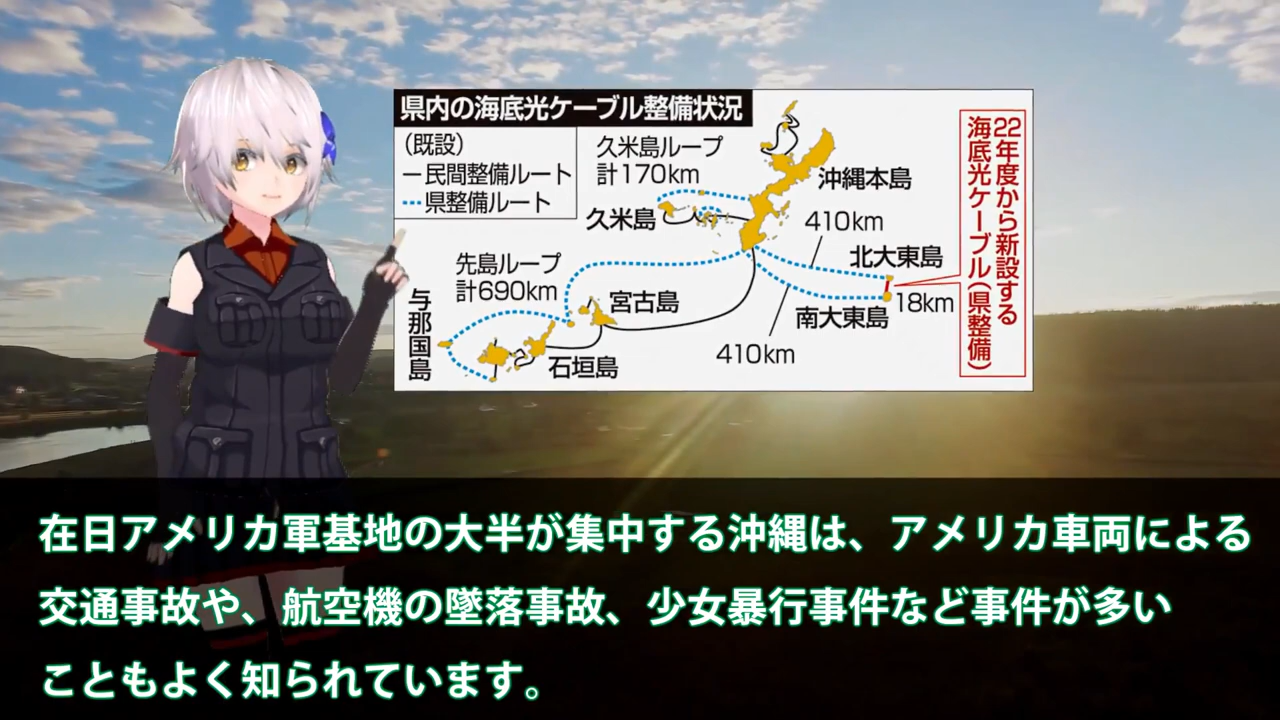 県内の海底光ケーブル整備状況
(既設)
民間整備ルート
県整備ルート
久米島ループ
計170km
久米島
沖縄本島
410km
北大東島
18km
南大東島
410km
先島ループ
計690km
宮古島
石垣島
与那国島
22年度から新設する
海底光ケーブル(県整備)
在日アメリカ軍基地の大半が集中する沖縄は、アメリカ車両による
交通事故や、航空機の墜落事故、少女暴行事件など事件が多い
こともよく知られています。